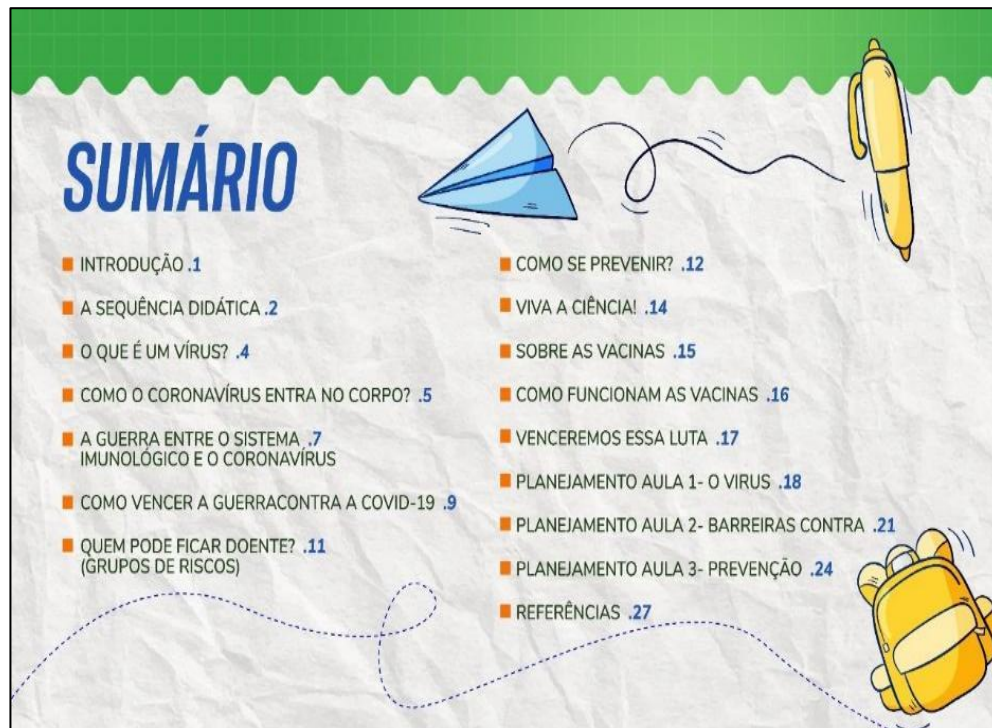 SUMÁRIO
INTRODUÇÃO .1
A SEQUÊNCIA DIDÁTICA .2
O QUE É UM VÍRUS? .4
COMO O CORONAVÍRUS ENTRA NO CORPO? .5
A GUERRA ENTRE O SISTEMA .7
IMUNOLÓGICO E O CORONAVÍRUS
COMO VENCER A GUERRACONTRA A COVID-19 .9
QUEM PODE FICAR DOENTE? .11
(GRUPOS DE RISCOS)
COMO SE PREVENIR? .12
VIVA A CIÊNCIA! .14
SOBRE AS VACINAS .15
COMO FUNCIONAM AS VACINAS .16
VENCEREMOS ESSA LUTA .17
PLANEJAMENTO AULA 1- O VIRUS .18
PLANEJAMENTO AULA 2- BARREIRAS CONTRA .21
PLANEJAMENTO AULA 3- PREVENÇÃO .24
REFERÊNCIAS .27